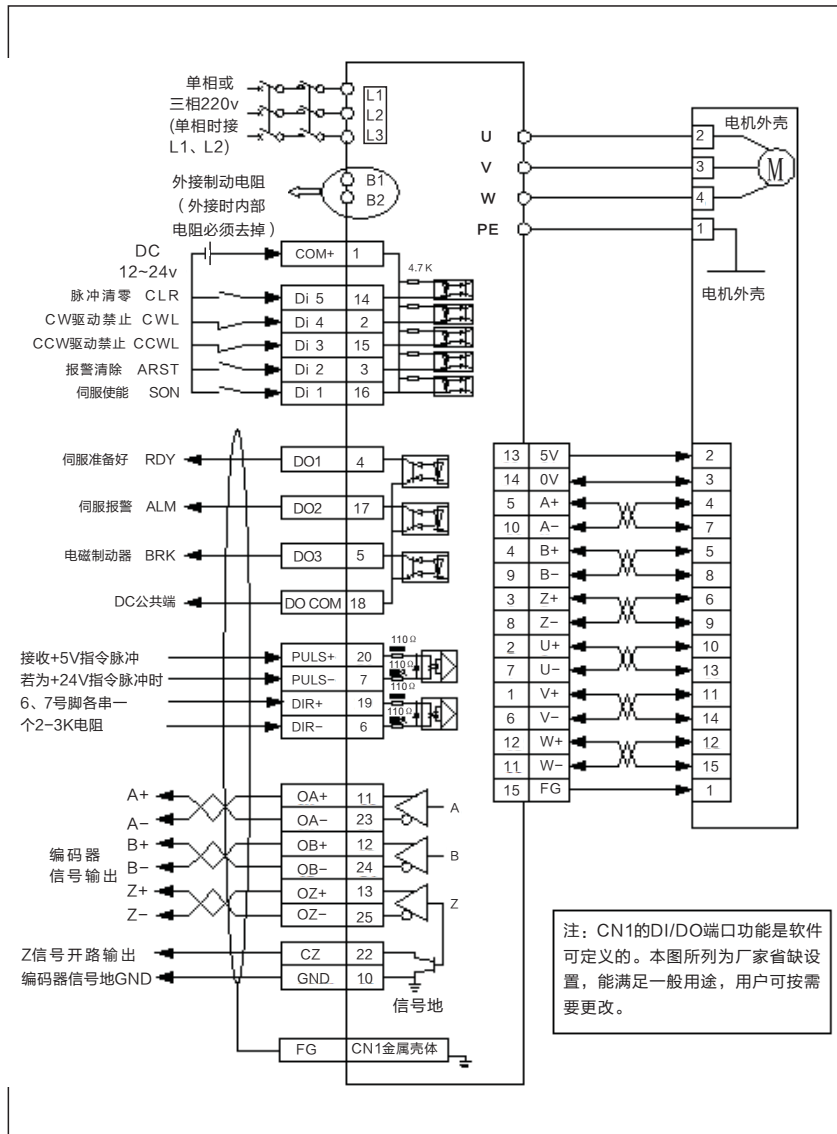 单相或
三相220v
(单相时接
L1、L2)
L1
L2
L3
外接制动电阻
（外接时内部
电阻必须去掉）
B1
B2
U
V
W
PE
2
3
4
1
电机外壳
M
电机外壳
DC
12~24v
COM+ 1
4.7K
脉冲清零 CLR Di 5 14
CW驱动禁止 CWL Di 4 2
CCW驱动禁止 CCWL Di 3 15
报警清除 ARST Di 2 3
伺服使能 SON Di 1 16
伺服准备好 RDY DO1 4
伺服报警 ALM DO2 17
电磁制动器 BRK DO3 5
DC公共端 DO COM 18
接收+5V指令脉冲 PULS+ 20 110Ω
若为+24V指令脉冲时 PULS- 7 110Ω
110Ω
6、7号脚各串一 DIR+ 19
110Ω
个2-3K电阻 DIR- 6
13 5V 2
14 0V 3
5 A+ 4
10 A- 7
4 B+ 5
9 B- 8
3 Z+ 6
8 Z- 9
2 U+ 10
7 U- 13
1 V+ 11
6 V- 14
12 W+ 12
11 W- 15
15 FG 1
A+ OA+ 11
A- OA- 23
A
B+ OB+ 12
B- OB- 24
B
Z+ OZ+ 13
Z- OZ- 25
Z
编码器
信号输出
Z信号开路输出 CZ 22
编码器信号地GND GND 10
信号地
FG CN1金属壳体
注：CN1的DI/DO端口功能是软件
可定义的。本图所列为厂家省缺设
置，能满足一般用途，用户可按需
要更改。